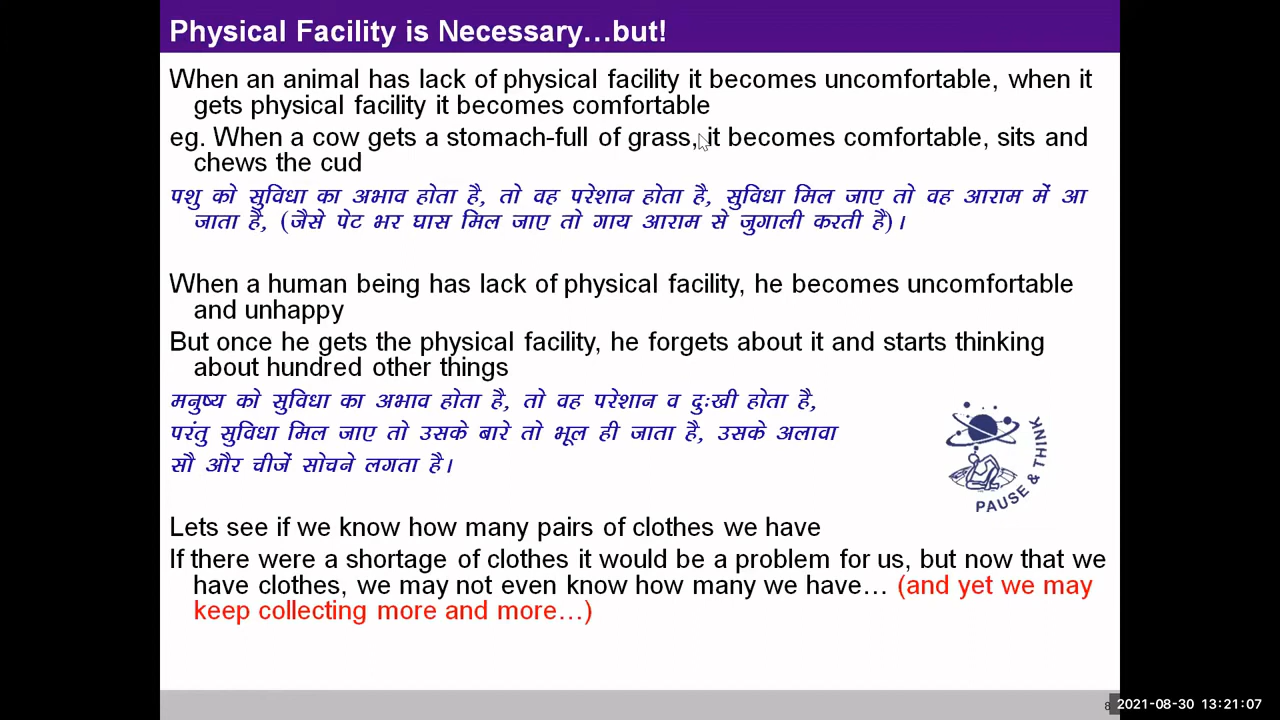 Physical Facility is Necessary…but!
When an animal has lack of physical facility it becomes uncomfortable, when it
gets physical facility it becomes comfortable
eg. When a cow gets a stomach-full of grass, it becomes comfortable, sits and
chews the cud
पशु को सुविधा का अभाव होता है, तो वह परेशान होता है, सुविधा मिल जाए तो वह आराम में आ
जाता है, (जैसे पेट भर घास मिल जाए तो गाय आराम से जुगाली करती है)।
When a human being has lack of physical facility, he becomes uncomfortable
and unhappy
But once he gets the physical facility, he forgets about it and starts thinking
about hundred other things
मनुष्य को सुविधा का अभाव होता है, तो वह परेशान व दुःखी होता है,
परंतु सुविधा मिल जाए तो उसके बारे तो भूल ही जाता है, उसके अलावा
सौ और चीजें सोचने लगता है।
PAUSE & THINK
Lets see if we know how many pairs of clothes we have
If there were a shortage of clothes it would be a problem for us, but now that we
have clothes, we may not even know how many we have… (and yet we may
keep collecting more and more…)
8
2021-08-30 13:21:07